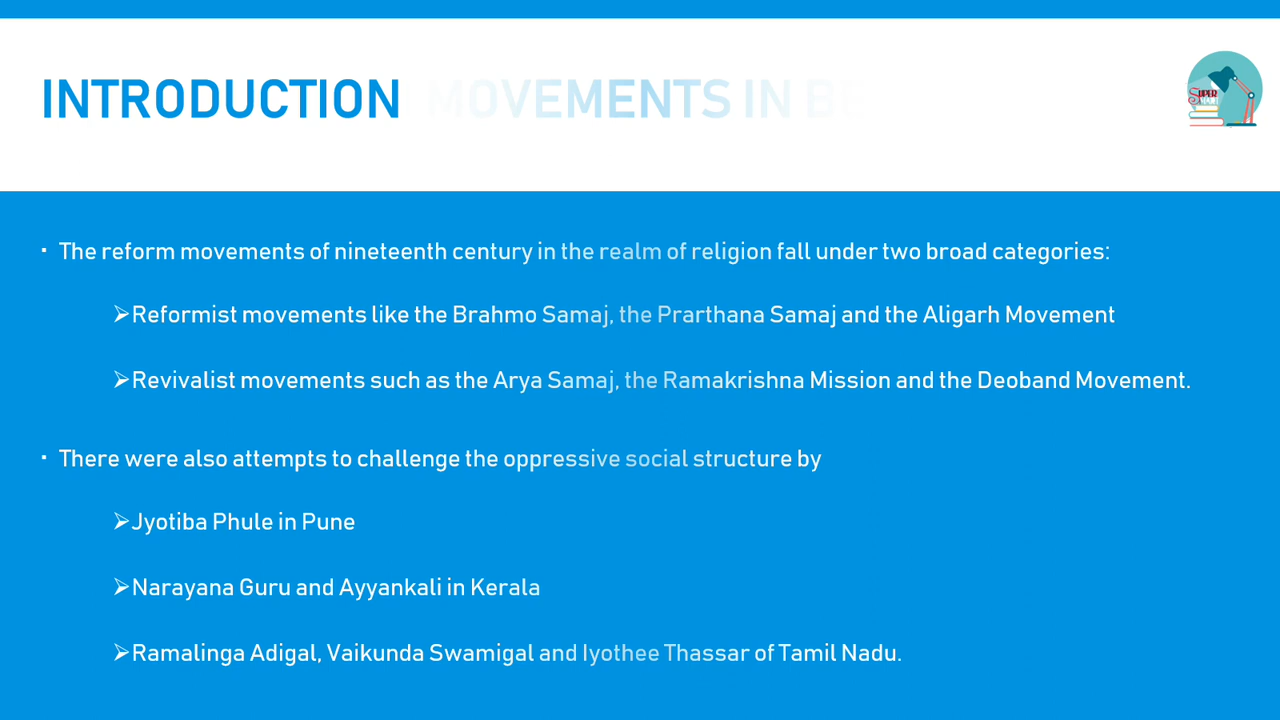 INTRODUCTION MOVEMENTS IN
SUPER
▪ The reform movements of nineteenth century in the realm of religion fall under two broad categories:
➢Reformist movements like the Brahmo Samaj, the Prarthana Samaj and the Aligarh Movement
➢Revivalist movements such as the Arya Samaj, the Ramakrishna Mission and the Deoband Movement.
▪ There were also attempts to challenge the oppressive social structure by
➢Jyotiba Phule in Pune
➢Narayana Guru and Ayyankali in Kerala
➢Ramalinga Adigal, Vaikunda Swamigal and Iyothee Thassar of Tamil Nadu.